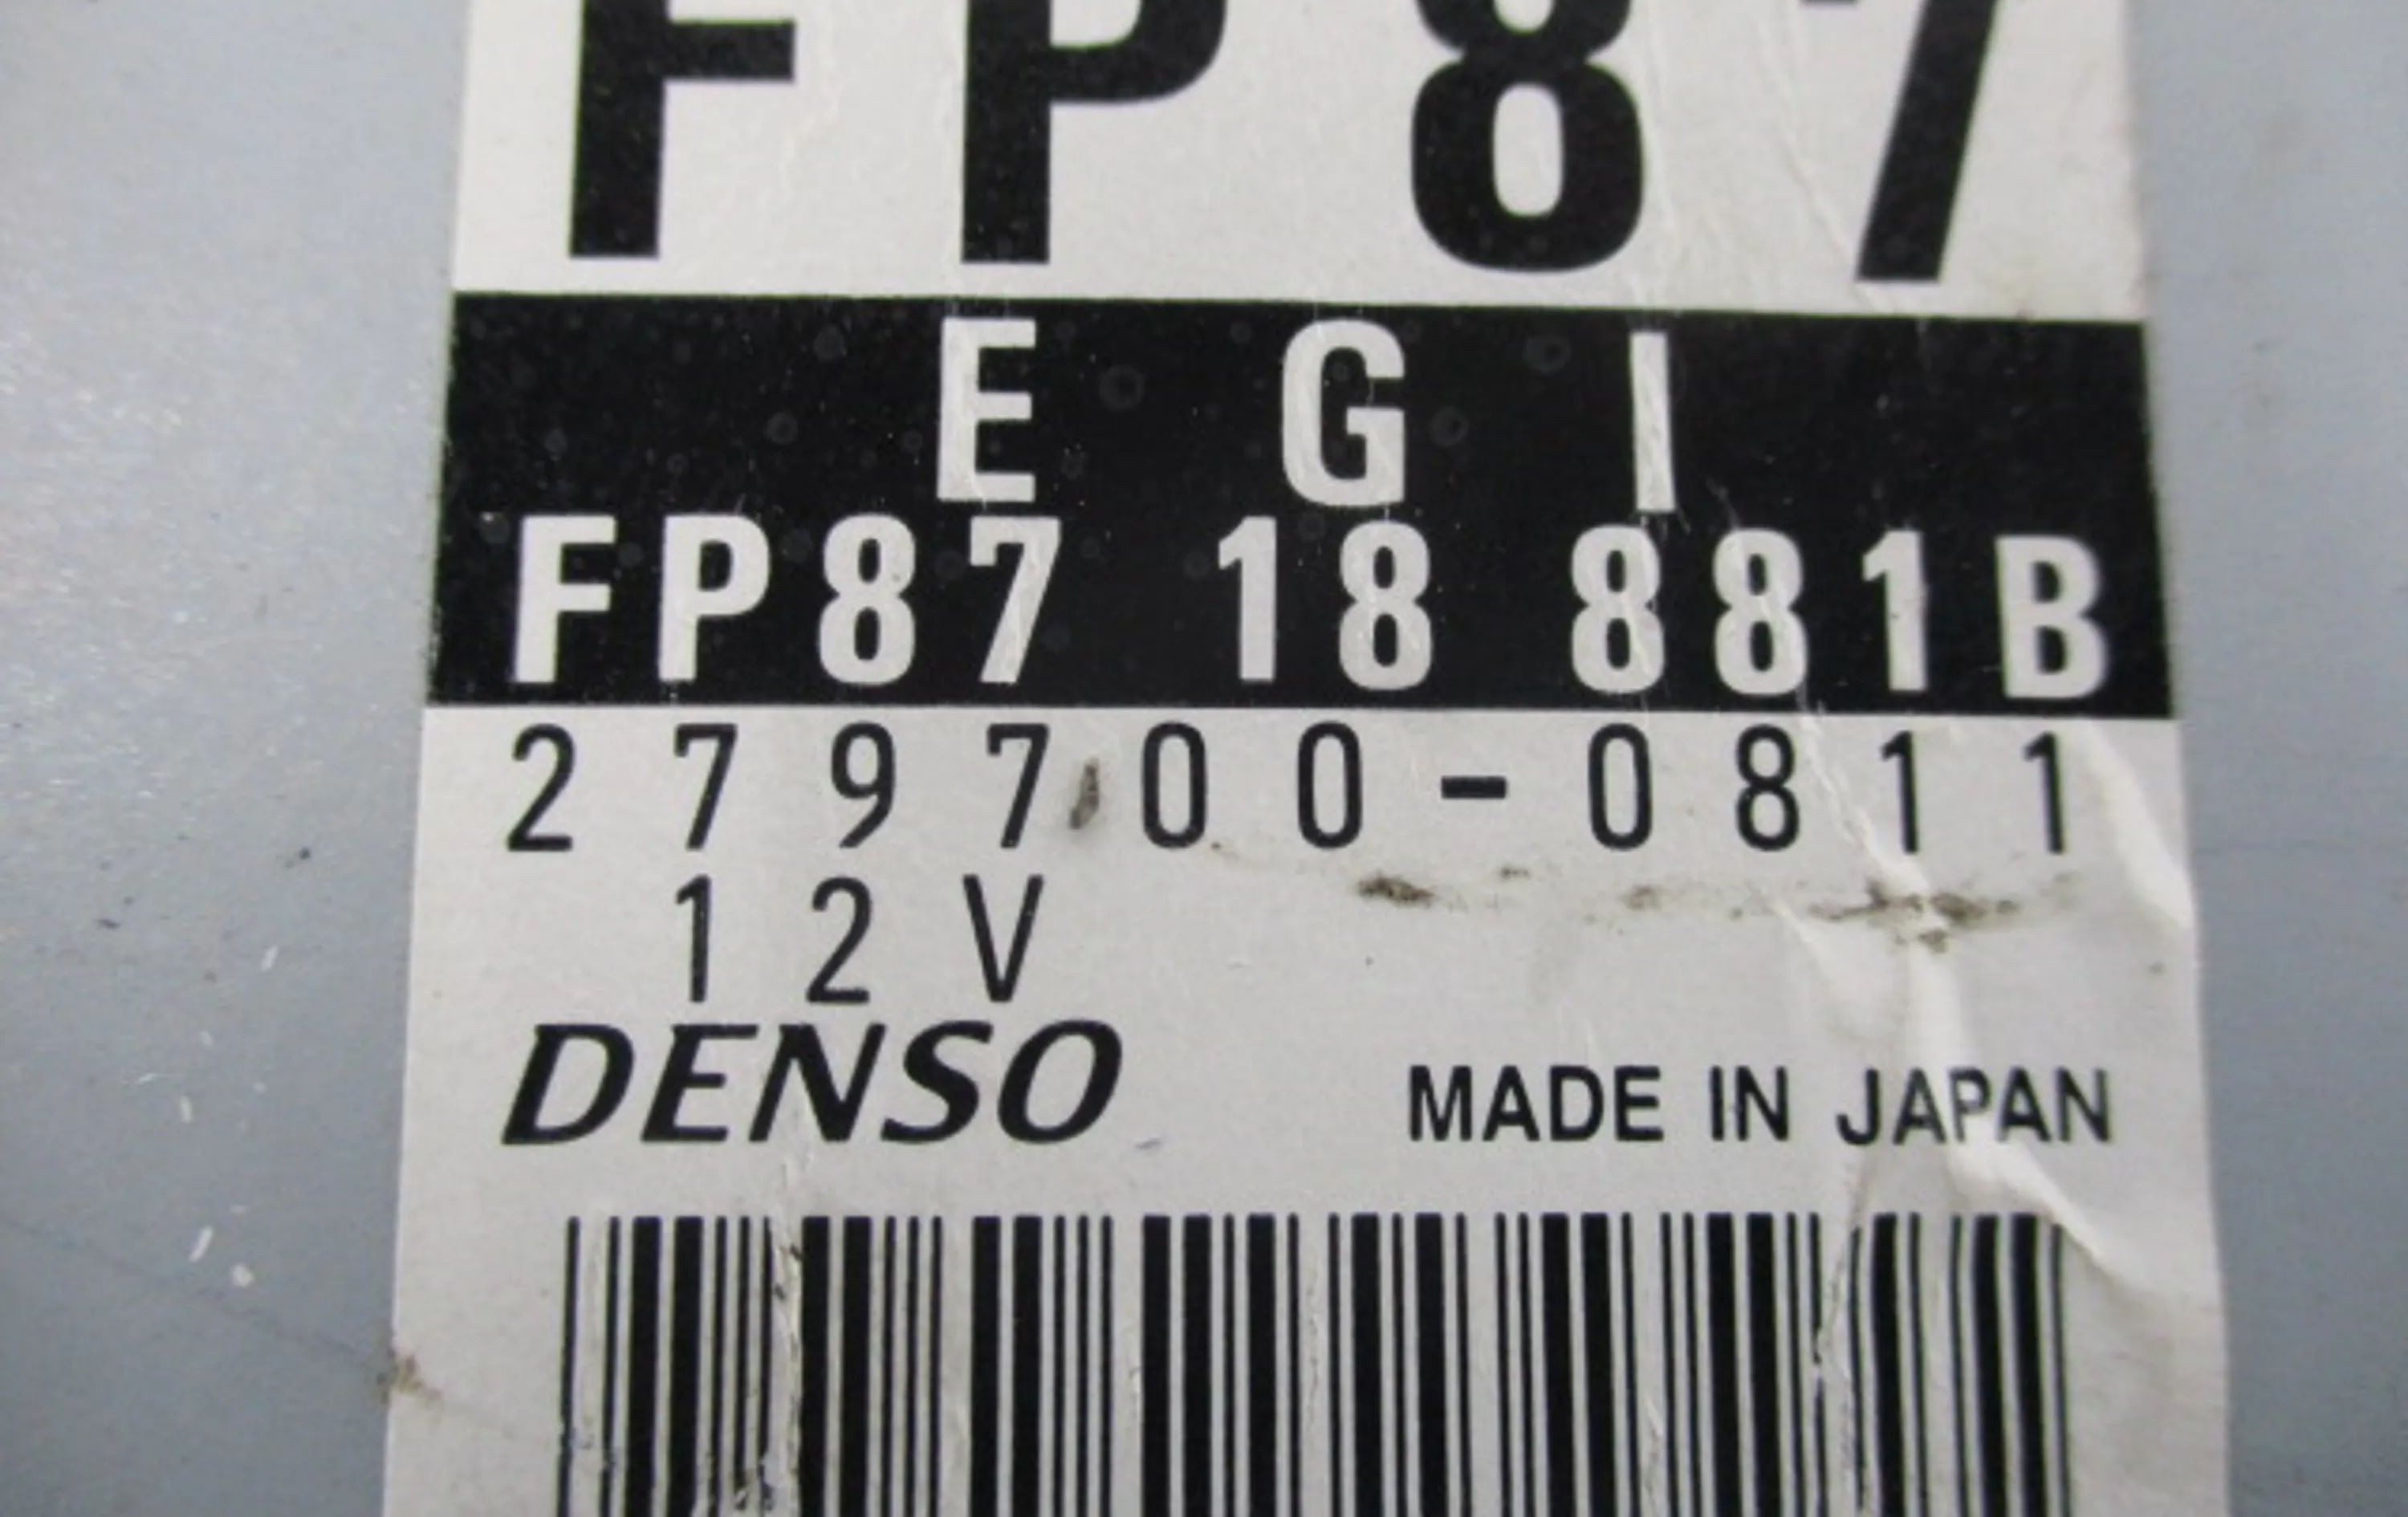 FP87
EGI
FP87 18 881B
279700-0811
12V
DENSO MADE IN JAPAN